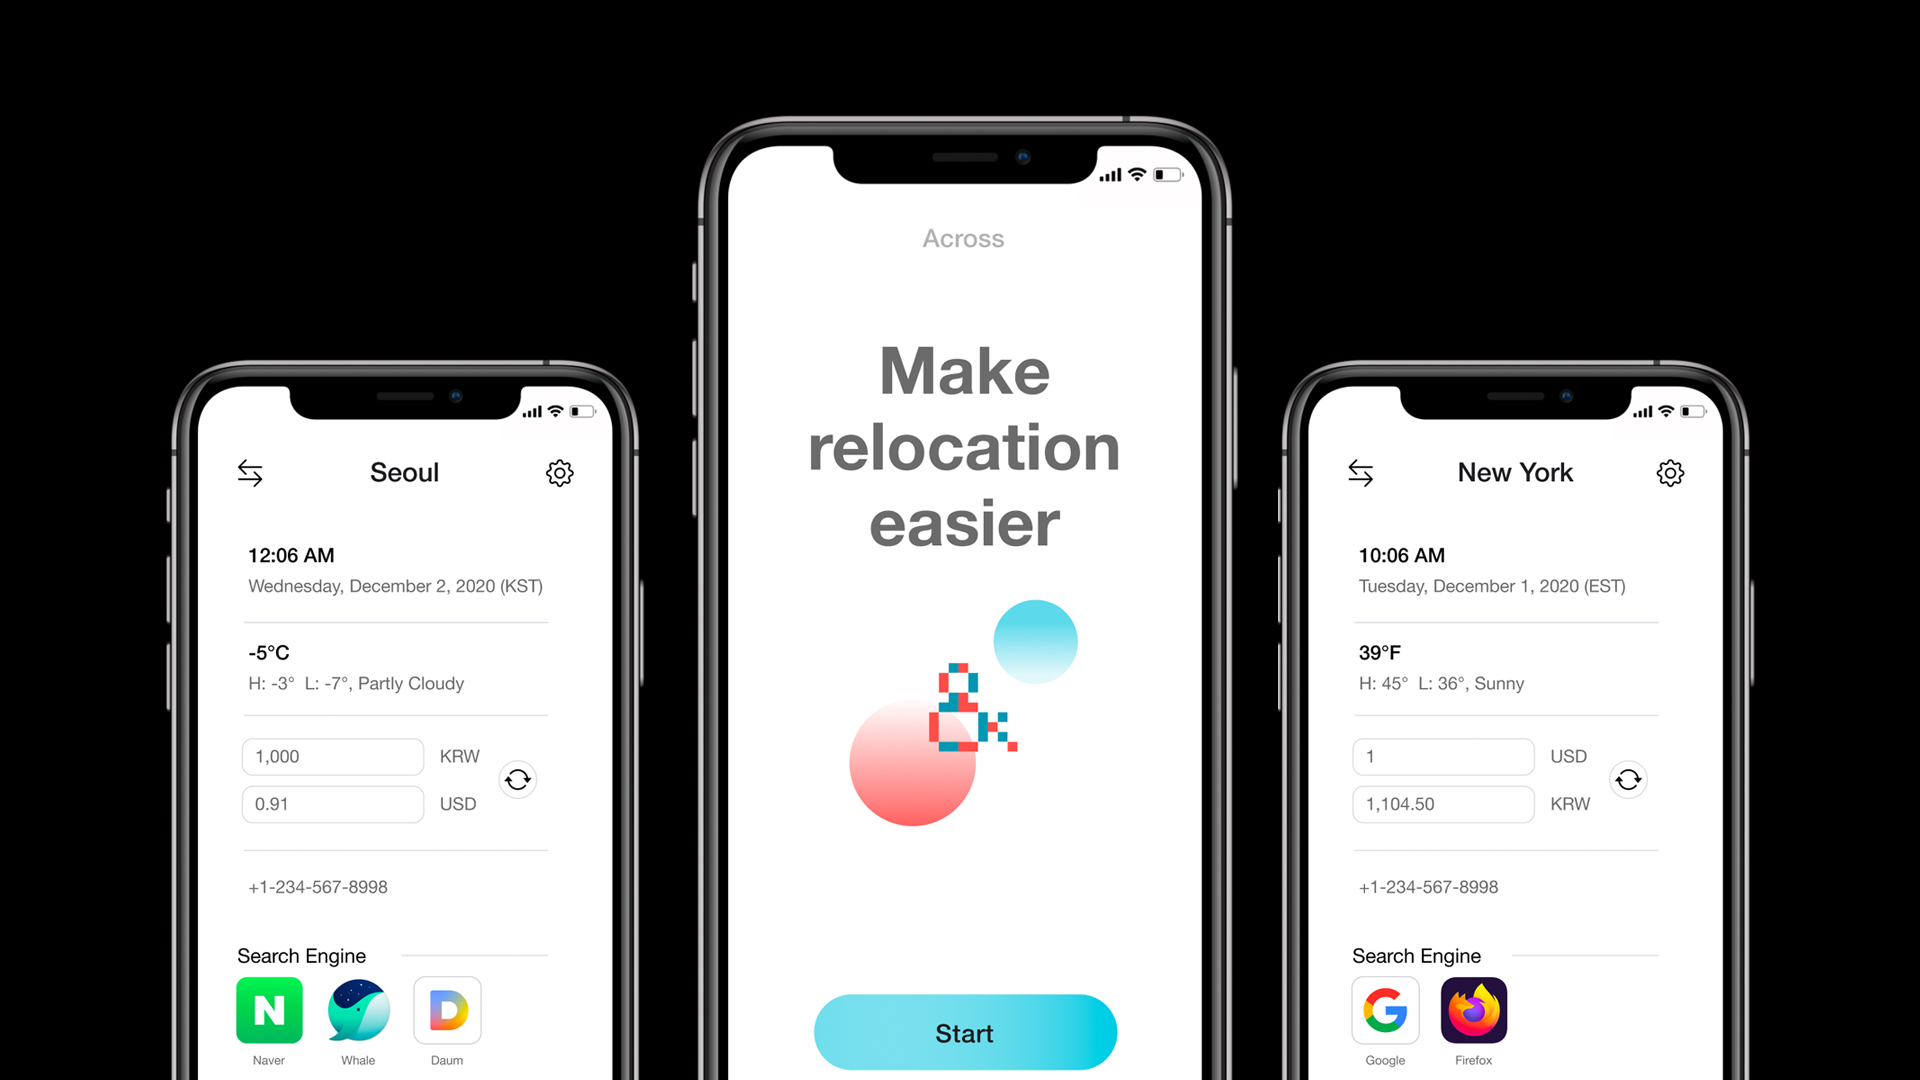 Across
Make
relocation
easier
Start
Seoul
12:06 AM
Wednesday, December 2, 2020 (KST)
-5°C
H: -3° L: -7°, Partly Cloudy
1,000 KRW
0.91 USD
+1-234-567-8998
Search Engine
N D
Naver Whale Daum
New York
10:06 AM
Tuesday, December 1, 2020 (EST)
39°F
H: 45° L: 36°, Sunny
1 USD
1,104.50 KRW
+1-234-567-8998
Search Engine
G
Google Firefox